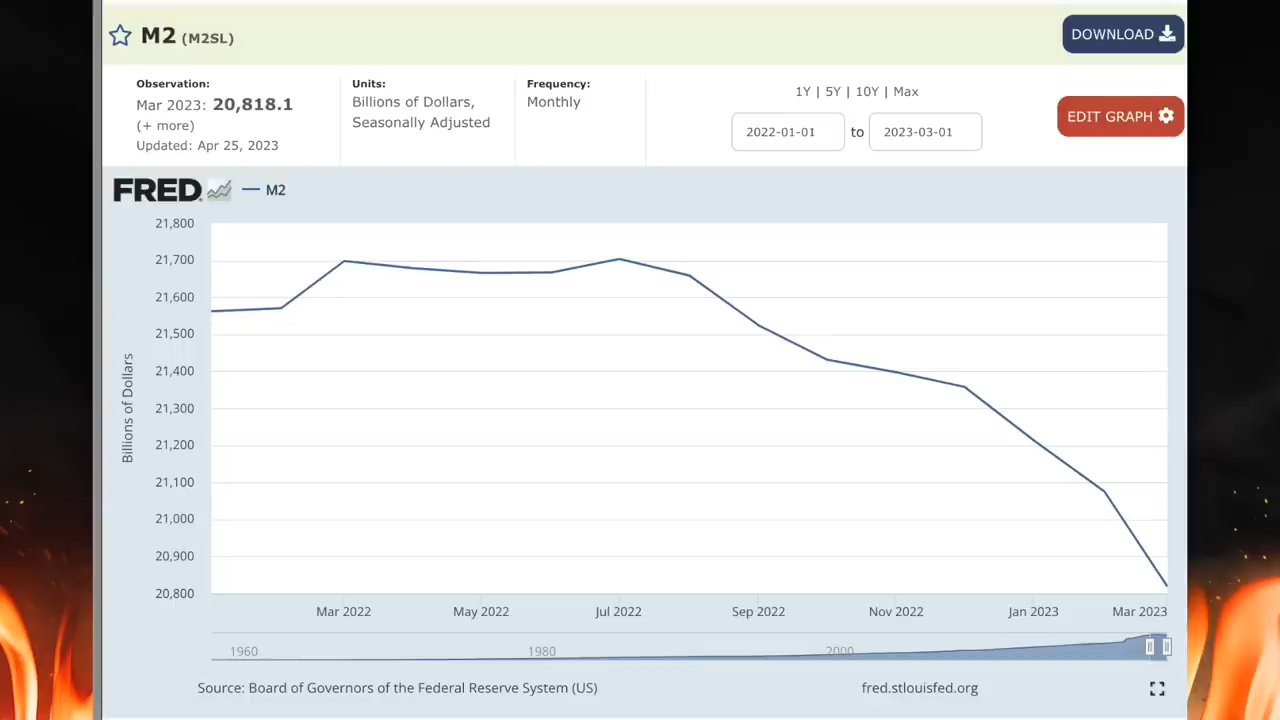 M2 (M2SL)
DOWNLOAD
Observation:
Mar 2023: 20,818.1
(+ more)
Updated: Apr 25, 2023
Units:
Billions of Dollars,
Seasonally Adjusted
Frequency:
Monthly
1Y | 5Y | 10Y | Max
2022-01-01 to 2023-03-01
EDIT GRAPH
FRED. M2
21,800
21,700
21,600
21,500
21,400
21,300
21,200
21,100
21,000
20,900
20,800
Billions of Dollars
Mar 2022 May 2022 Jul 2022 Sep 2022 Nov 2022 Jan 2023 Mar 2023
1960 1980 2000
Source: Board of Governors of the Federal Reserve System (US) fred.stlouisfed.org